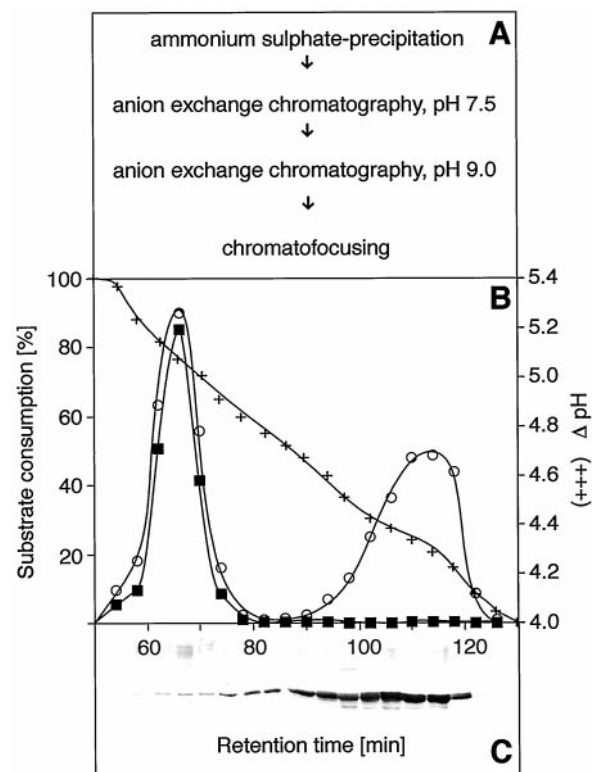 A
ammonium sulphate-precipitation
↓
anion exchange chromatography, pH 7.5
↓
anion exchange chromatography, pH 9.0
↓
chromatofocusing
B
Substrate consumption [%]
100
80
60
40
20
5.4
5.2
5.0
4.8
4.6
4.4
4.2
4.0
(+++) Δ pH
60 80 100 120
Retention time [min]
C